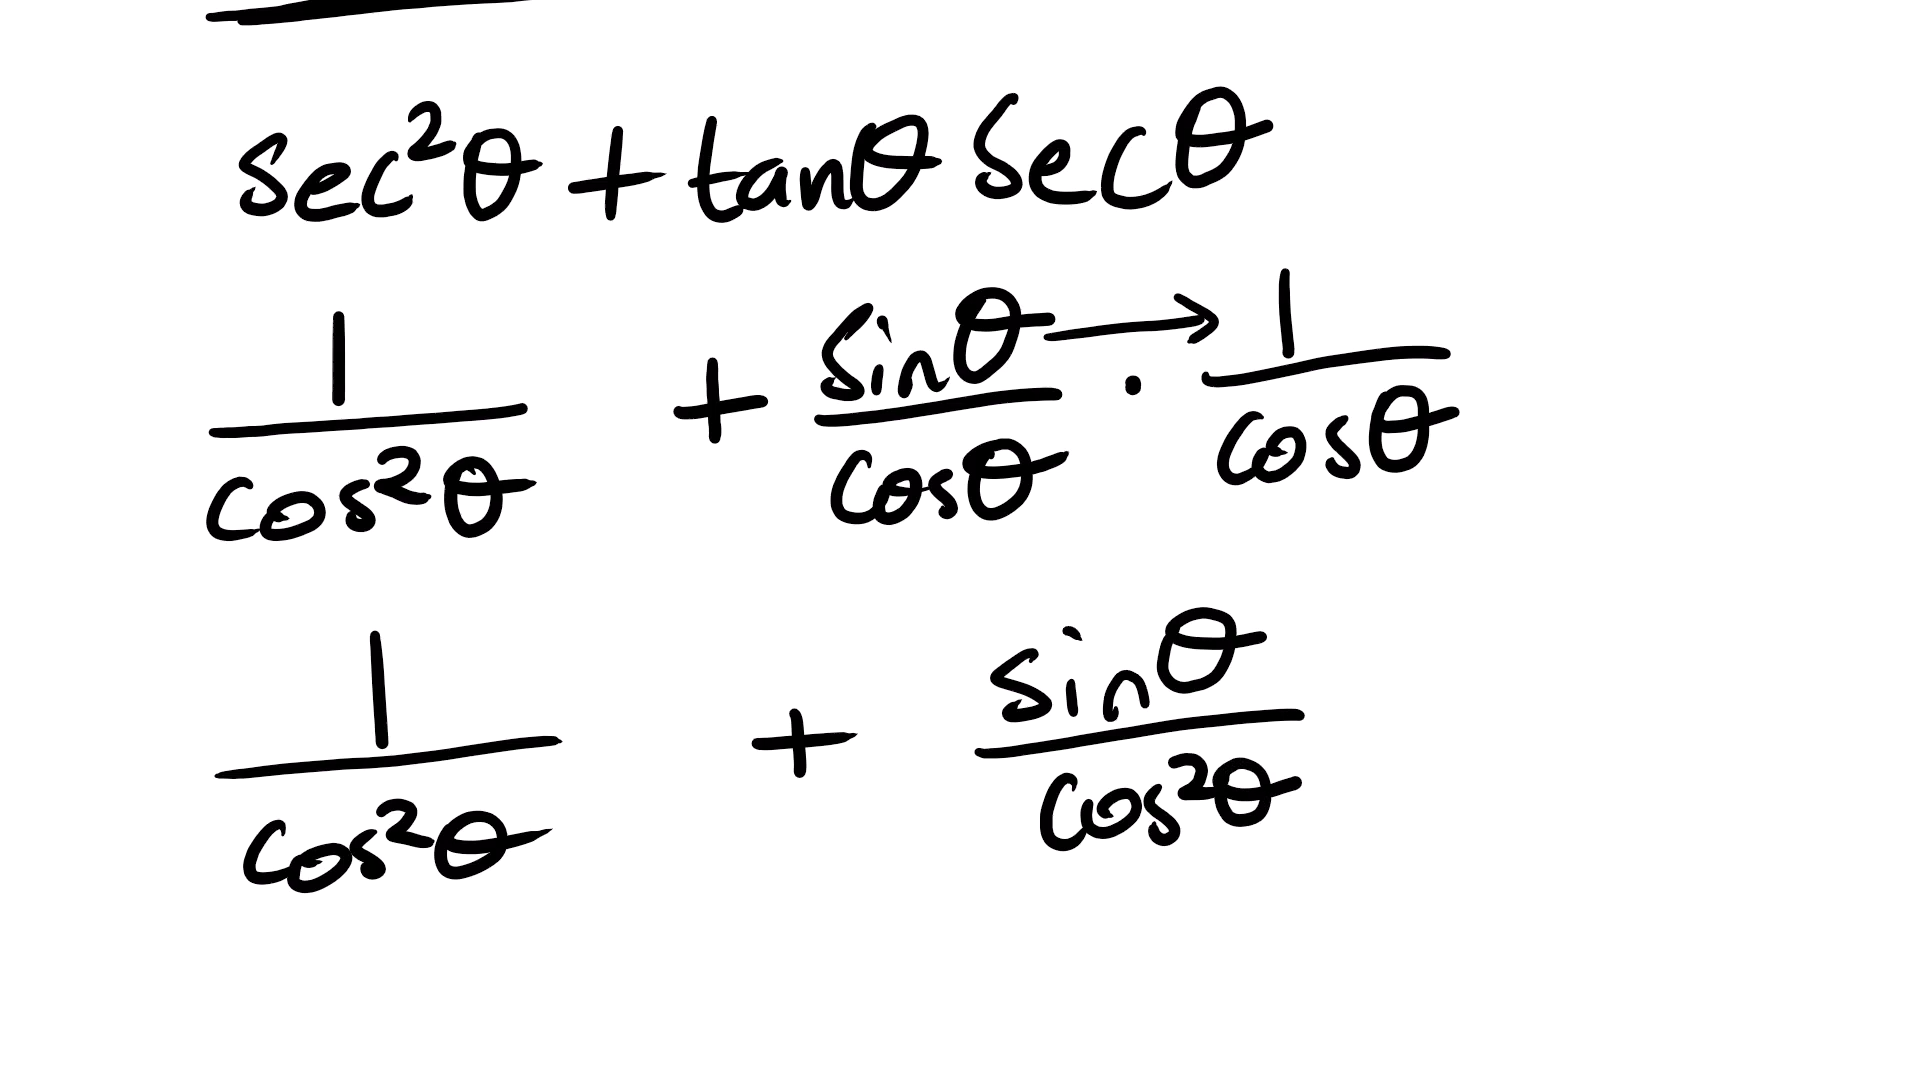 sec²θ + tanθ secθ
1/cos²θ + sinθ/cosθ → · 1/cosθ
1/cos²θ + sinθ/cos²θ